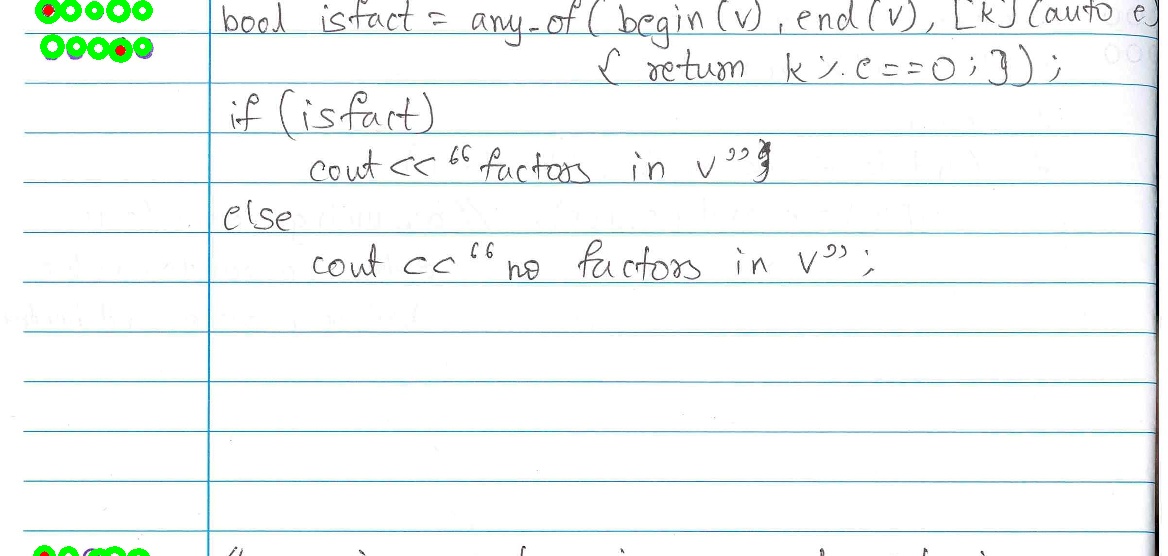 bool isfact = any_of( begin(v), end(v), [k] (auto e)
{ return k % e == 0 ; } ) ;
if (isfact)
cout << “ factors in v” ;
else
cout << “ no factors in v” ;